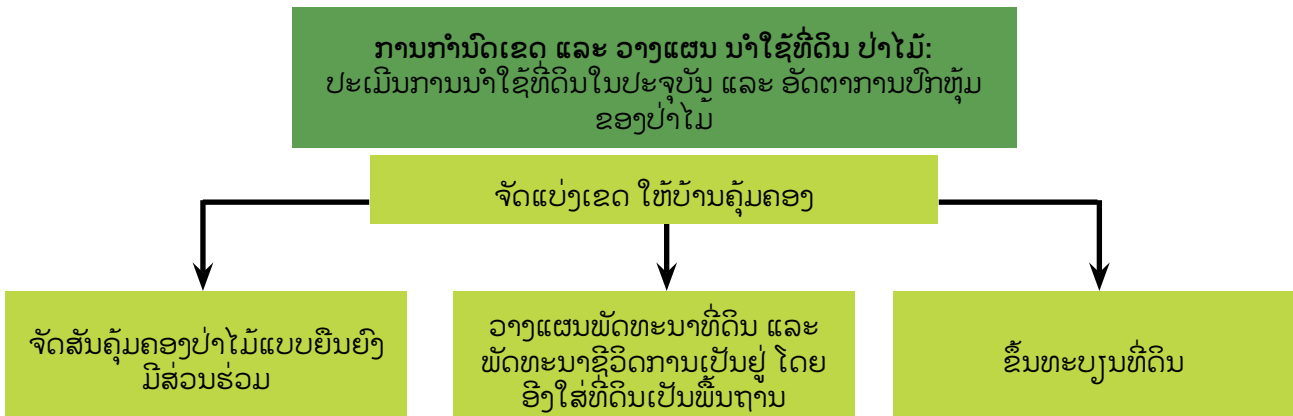 ການກຳນົດເຂດ ແລະ ວາງແຜນ ນຳໃຊ້ທີ່ດິນ ປ່າໄມ້:
ປະເມີນການນຳໃຊ້ທີ່ດິນໃນປະຈຸບັນ ແລະ ອັດຕາການປົກຫຸ້ມ
ຂອງປ່າໄມ້
ຈັດແບ່ງເຂດ ໃຫ້ບ້ານຄຸ້ມຄອງ
ຈັດສັນຄຸ້ມຄອງປ່າໄມ້ແບບຍືນຍົງ
ມີສ່ວນຮ່ວມ
ວາງແຜນພັດທະນາທີ່ດິນ ແລະ
ພັດທະນາຊີວິດການເປັນຢູ່ ໂດຍ
ອີງໃສ່ທີ່ດິນເປັນພື້ນຖານ
ຂຶ້ນທະບຽນທີ່ດິນ